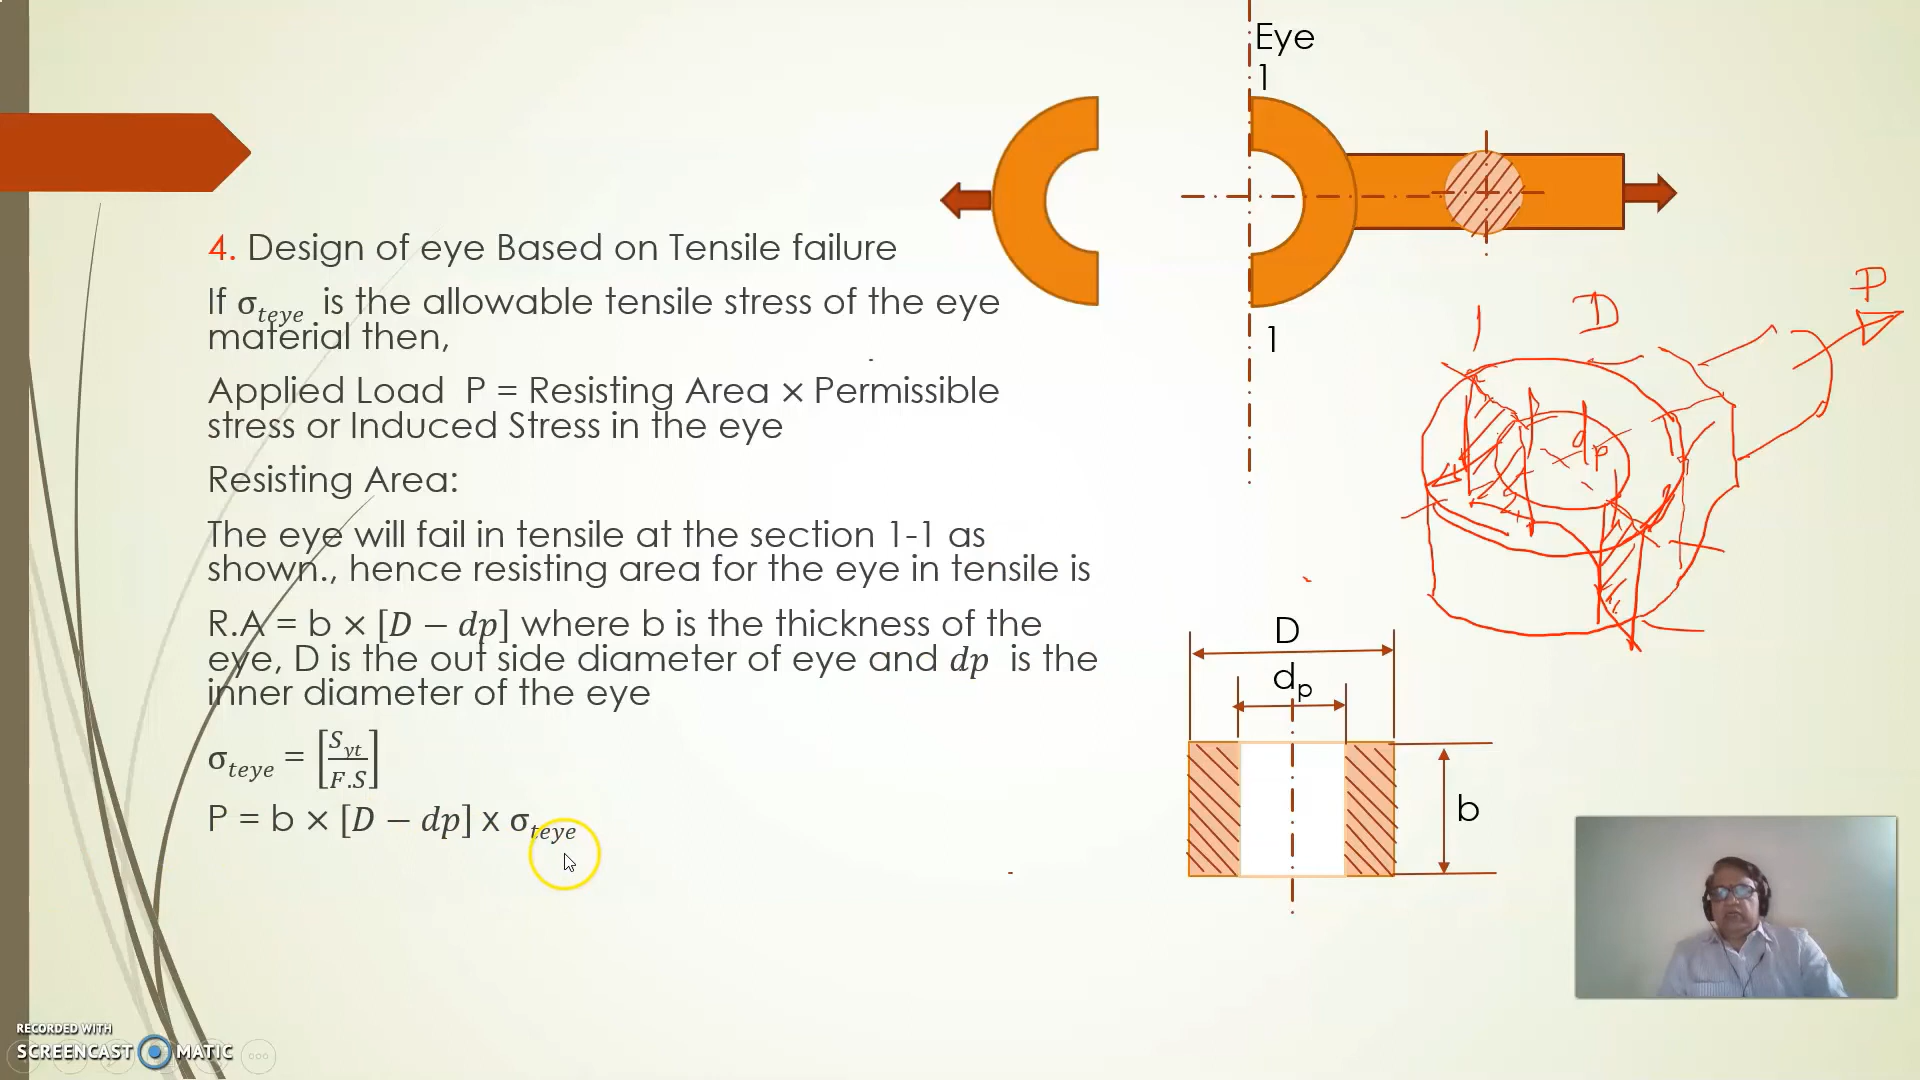 Eye
1
4. Design of eye Based on Tensile failure
If σteye is the allowable tensile stress of the eye
material then,
1
Applied Load P = Resisting Area × Permissible
stress or Induced Stress in the eye
Resisting Area:
The eye will fail in tensile at the section 1-1 as
shown., hence resisting area for the eye in tensile is
R.A = b × [D − dp] where b is the thickness of the
eye, D is the out side diameter of eye and dp is the
inner diameter of the eye
σteye = [Syt/F.S]
P = b × [D − dp] x σteye
P
1
D
dp
D
dp
b
RECORDED WITH
SCREENCAST MATIC